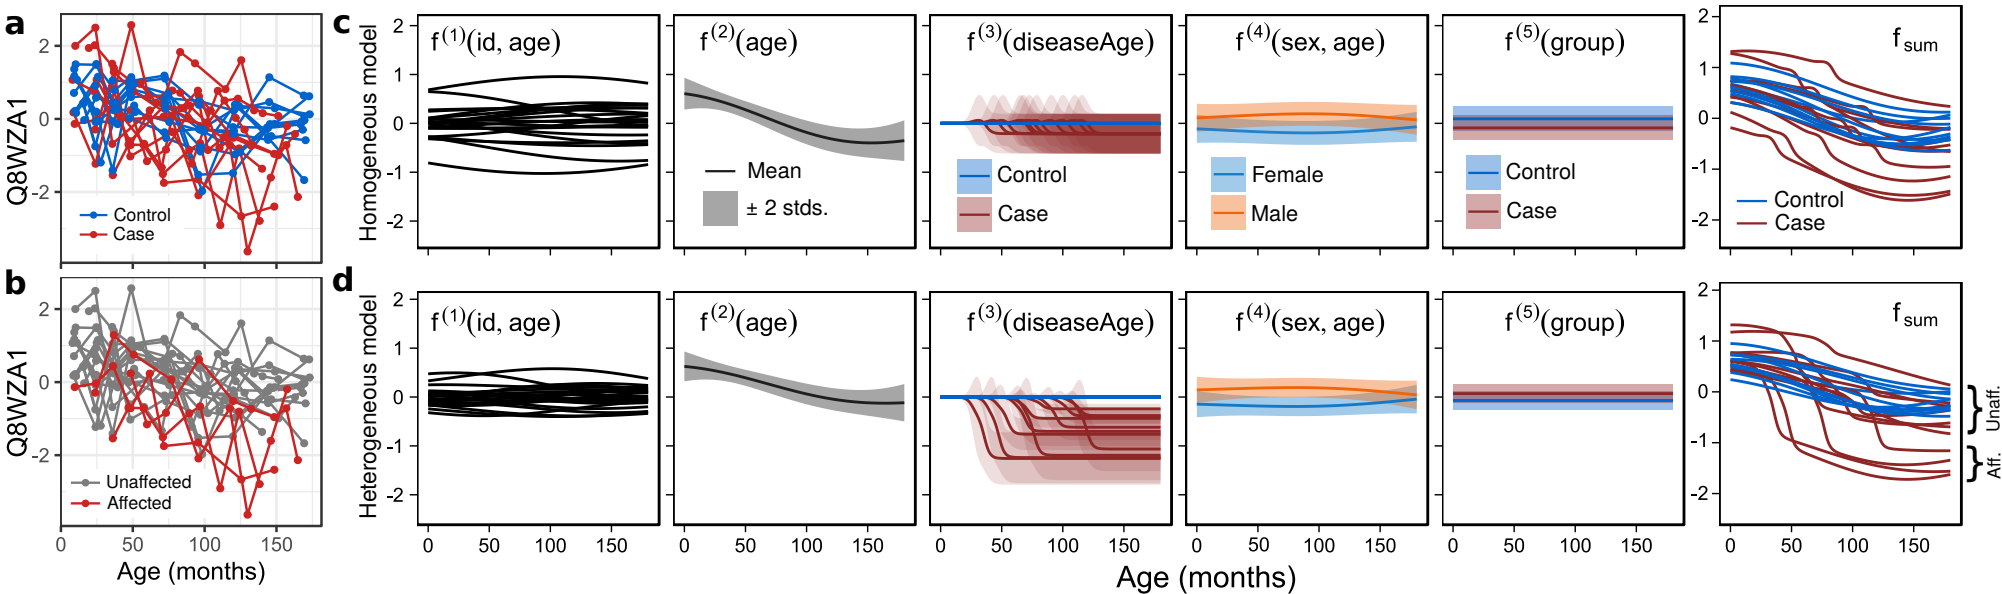 a
2
0
-2
Q8WZA1
Control
Case
b
2
0
-2
Q8WZA1
Unaffected
Affected
0 50 100 150
Age (months)
c
Homogeneous model
2
1
0
-1
-2
f(1)(id, age)
f(2)(age)
Mean
± 2 stds.
f(3)(diseaseAge)
Control
Case
f(4)(sex, age)
Female
Male
f(5)(group)
Control
Case
2
0
-1
-2
fsum
Control
Case
d
Heterogeneous model
2
1
0
-1
-2
f(1)(id, age)
f(2)(age)
f(3)(diseaseAge)
f(4)(sex, age)
f(5)(group)
2
1
0
-1
-2
fsum
Unaff.
Aff.
0 50 100 150
0 50 100 150
0 50 100 150
0 50 100 150
0 50 100 150
0 50 100 150
Age (months)